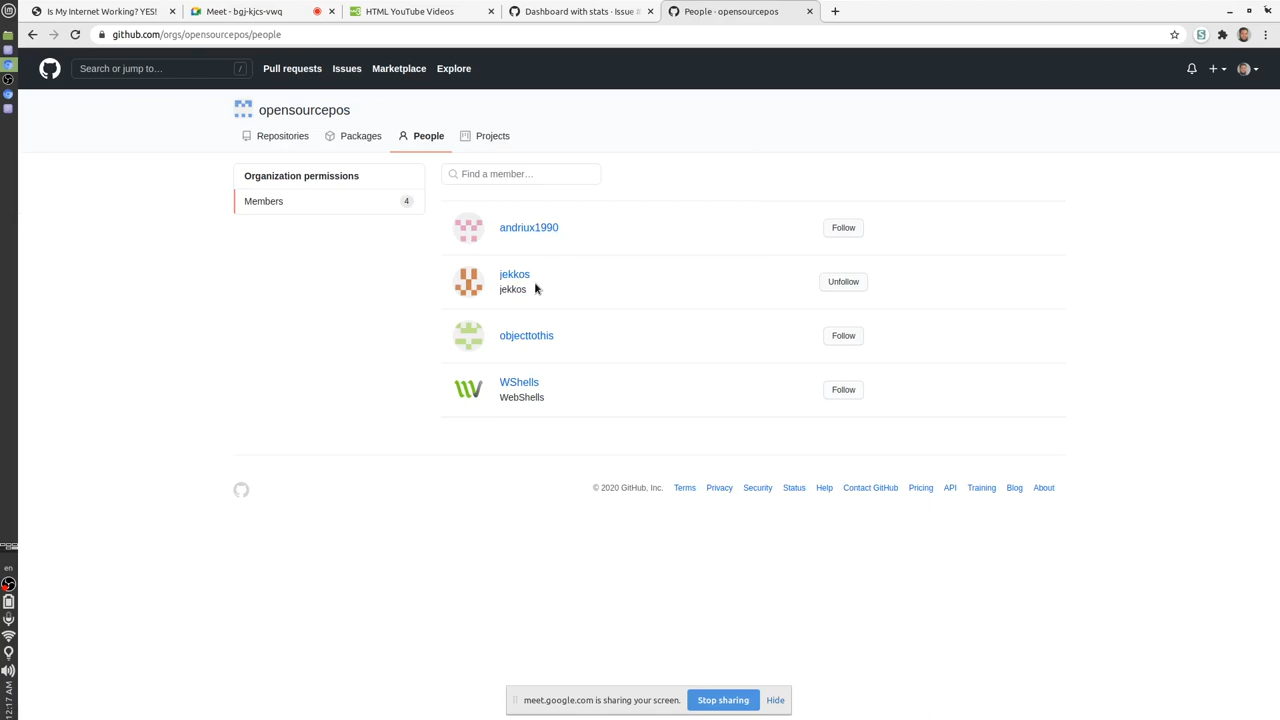 Is My Internet Working? YES!
Meet - bgj-kjcs-vwq
HTML YouTube Videos
Dashboard with stats · Issue #
People · opensourcepos
github.com/orgs/opensourcepos/people
Search or jump to…
/
Pull requests
Issues
Marketplace
Explore
opensourcepos
Repositories
Packages
People
Projects
Organization permissions
Members
4
Find a member…
andriux1990
Follow
jekkos
jekkos
Unfollow
objecttothis
Follow
WShells
WebShells
Follow
© 2020 GitHub, Inc.
Terms
Privacy
Security
Status
Help
Contact GitHub
Pricing
API
Training
Blog
About
en
12:17 AM
meet.google.com is sharing your screen.
Stop sharing
Hide